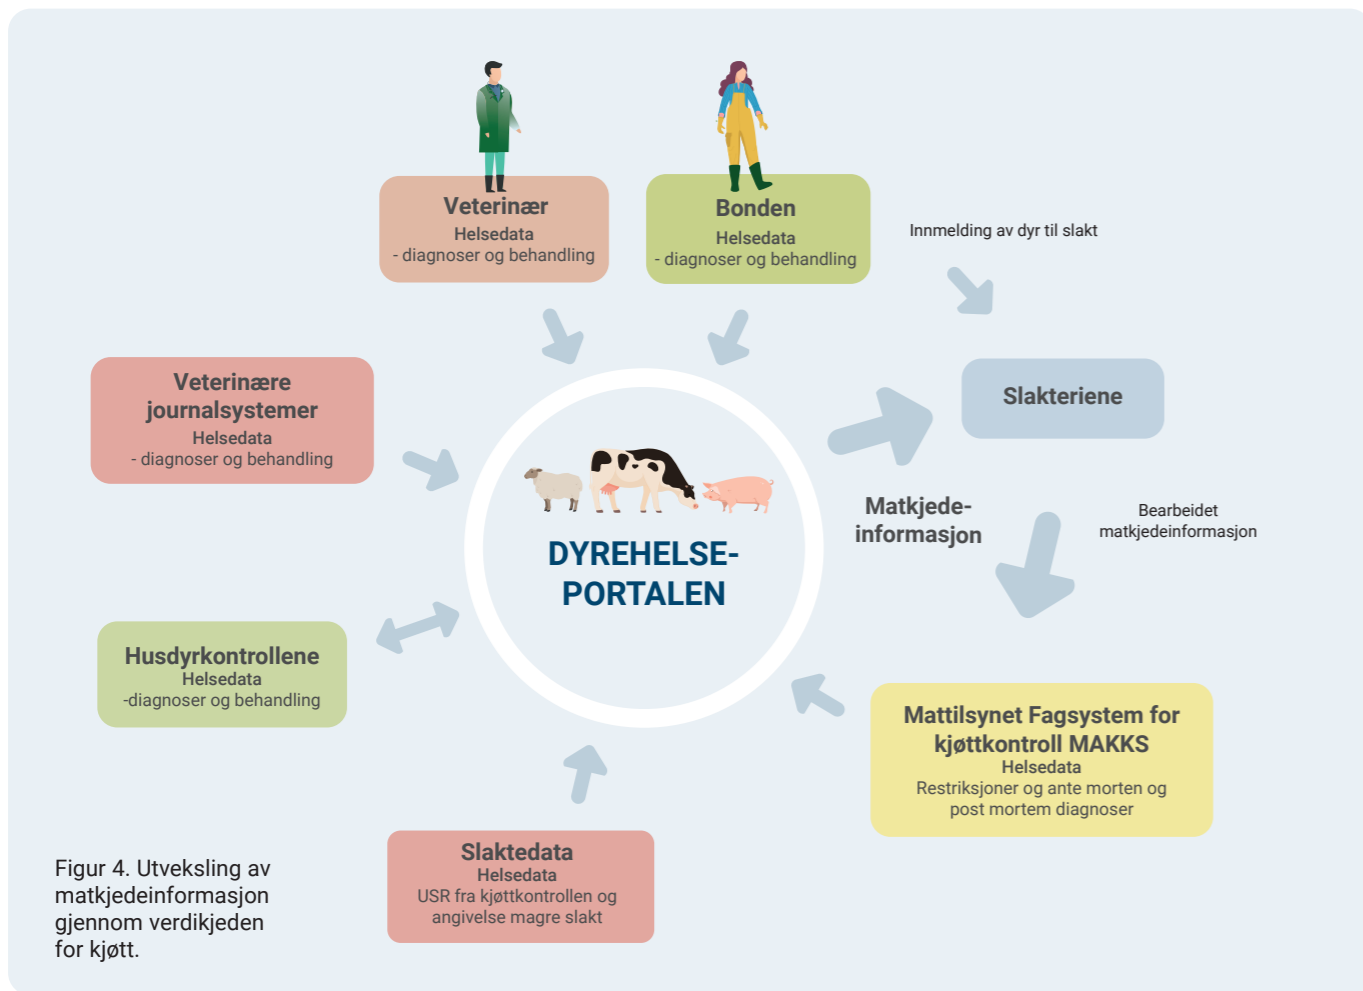 Veterinær
Helsedata
- diagnoser og behandling
Bonden
Helsedata
- diagnoser og behandling
Innmelding av dyr til slakt
Veterinære
journalsystemer
Helsedata
- diagnoser og behandling
Slakteriene
DYREHELSE-
PORTALEN
Matkjede-
informasjon
Bearbeidet
matkjedeinformasjon
Husdyrkontrollene
Helsedata
-diagnoser og behandling
Mattilsynet Fagsystem for
kjøttkontroll MAKKS
Helsedata
Restriksjoner og ante morten og
post mortem diagnoser
Slaktedata
Helsedata
USR fra kjøttkontrollen og
angivelse magre slakt
Figur 4. Utveksling av
matkjedeinformasjon
gjennom verdikjeden
for kjøtt.